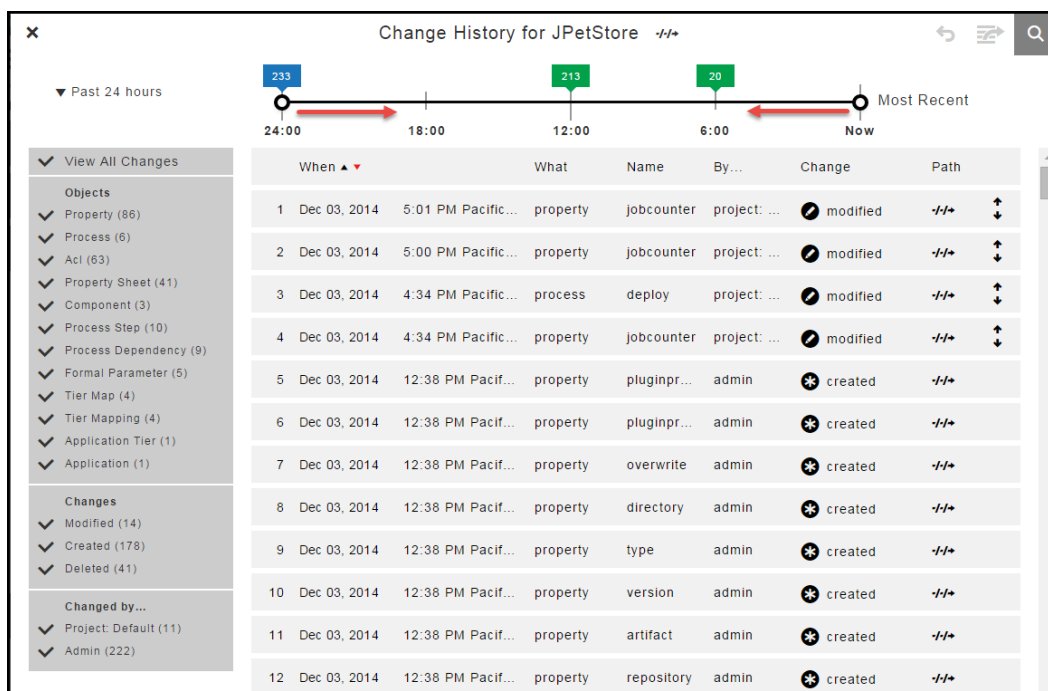 Change History for JPetStore
Past 24 hours
233
213
20
Most Recent
24:00 18:00 12:00 6:00 Now
View All Changes
Objects
Property (86)
Process (6)
Acl (63)
Property Sheet (41)
Component (3)
Process Step (10)
Process Dependency (9)
Formal Parameter (5)
Tier Map (4)
Tier Mapping (4)
Application Tier (1)
Application (1)
Changes
Modified (14)
Created (178)
Deleted (41)
Changed by...
Project: Default (11)
Admin (222)
When What Name By... Change Path
1 Dec 03, 2014 5:01 PM Pacific... property jobcounter project: ... modified
2 Dec 03, 2014 5:00 PM Pacific... property jobcounter project: ... modified
3 Dec 03, 2014 4:34 PM Pacific... process deploy project: ... modified
4 Dec 03, 2014 4:34 PM Pacific... property jobcounter project: ... modified
5 Dec 03, 2014 12:38 PM Pacif... property pluginpr... admin created
6 Dec 03, 2014 12:38 PM Pacif... property pluginpr... admin created
7 Dec 03, 2014 12:38 PM Pacif... property overwrite admin created
8 Dec 03, 2014 12:38 PM Pacif... property directory admin created
9 Dec 03, 2014 12:38 PM Pacif... property type admin created
10 Dec 03, 2014 12:38 PM Pacif... property version admin created
11 Dec 03, 2014 12:38 PM Pacif... property artifact admin created
12 Dec 03, 2014 12:38 PM Pacif... property repository admin created